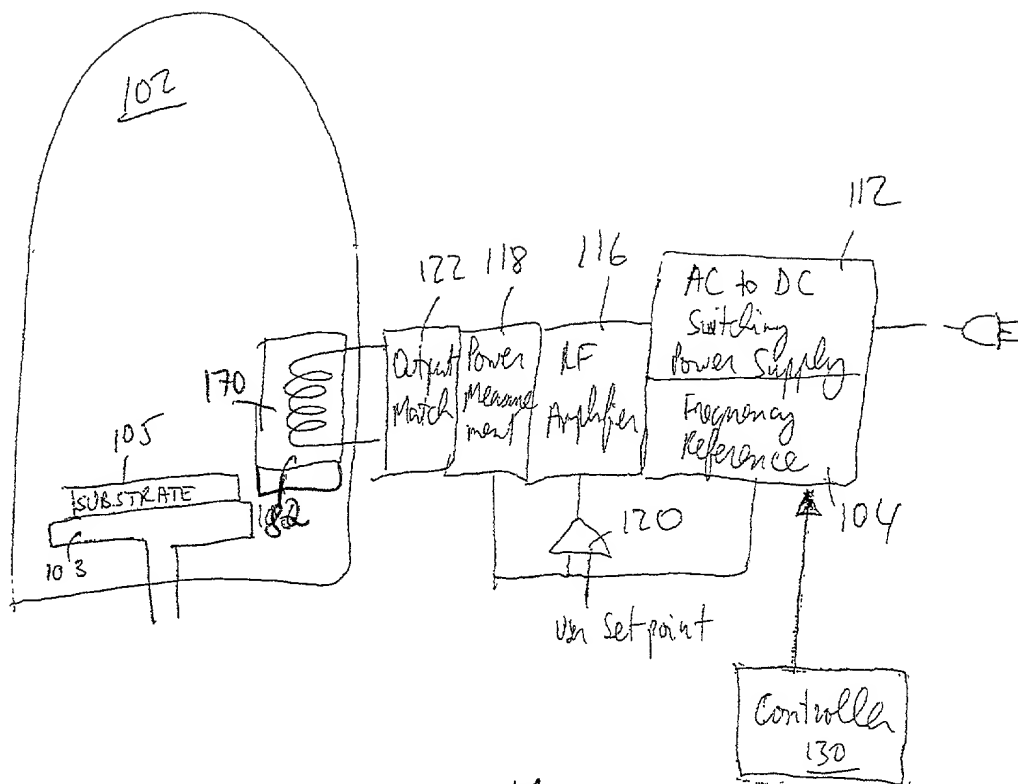 102
112
122
118
116
AC to DC
Switching
Power Supply
Output
Match
Power
Measure
ment
RF
Amplifier
Frequency
Reference
170
105
SUBSTRATE
182
103
120
104
User Setpoint
Controller
130